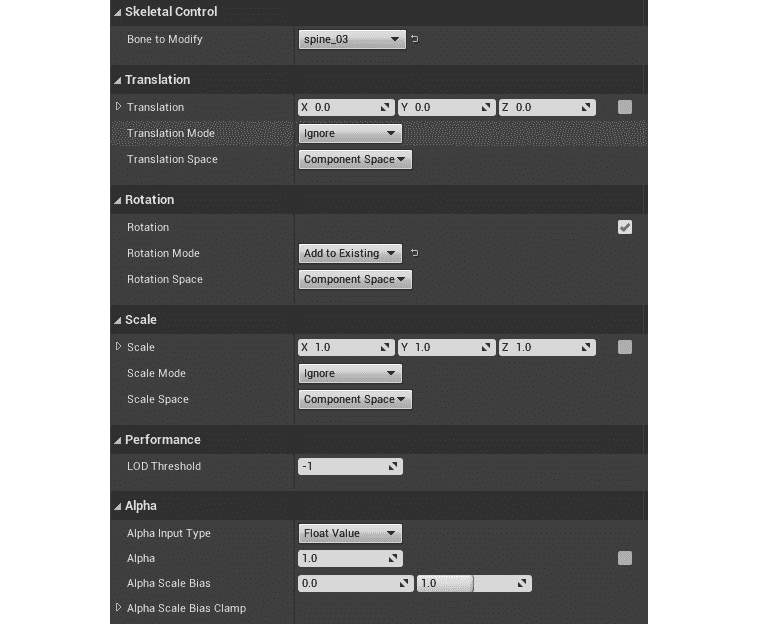 Skeletal Control
Bone to Modify spine_03
Translation
Translation X 0.0 Y 0.0 Z 0.0
Translation Mode Ignore
Translation Space Component Space
Rotation
Rotation
Rotation Mode Add to Existing
Rotation Space Component Space
Scale
Scale X 1.0 Y 1.0 Z 1.0
Scale Mode Ignore
Scale Space Component Space
Performance
LOD Threshold -1
Alpha
Alpha Input Type Float Value
Alpha 1.0
Alpha Scale Bias 0.0 1.0
Alpha Scale Bias Clamp